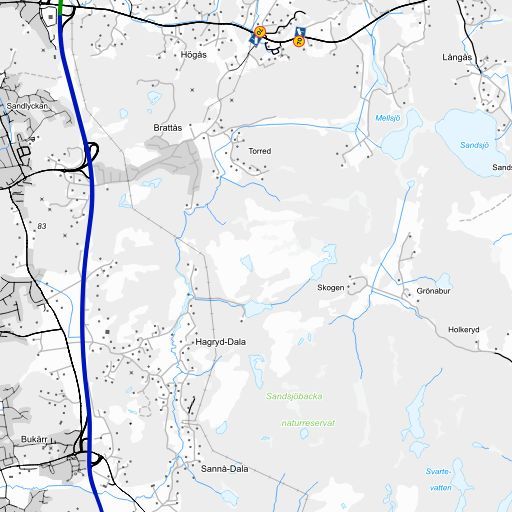 Högås
Långås
Sandlyckan
Mellsjö
Brattås
Torred
Sandsjö
Sands
83
Skogen
Grönabur
Holkeryd
Hagryd-Dala
Sandsjöbacka
naturreservat
Bukärr
Sannå-Dala
Svarte-
vatten